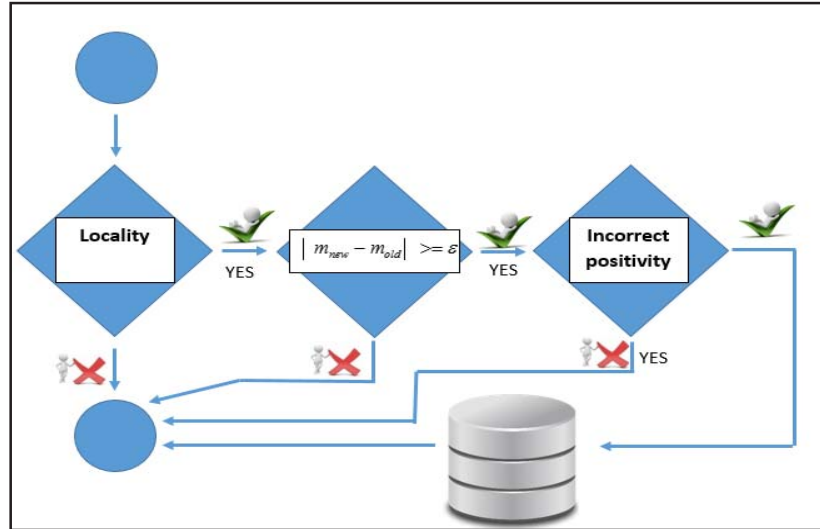 Locality
YES
| m_new − m_old | >= ε
YES
Incorrect
positivity
YES